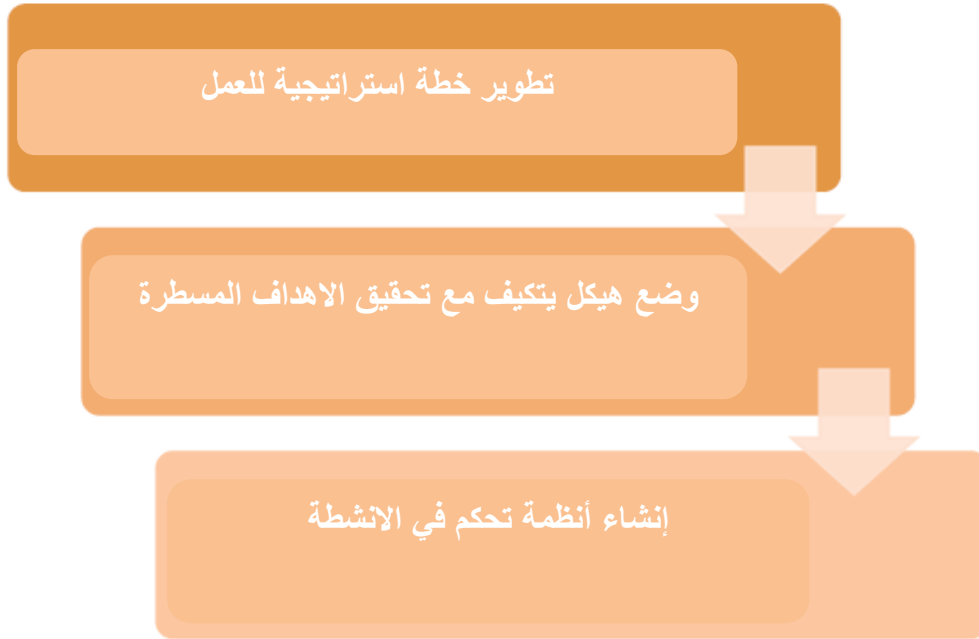 تطوير خطة استراتيجية للعمل
وضع هيكل يتكيف مع تحقيق الاهداف المسطرة
إنشاء أنظمة تحكم في الانشطة